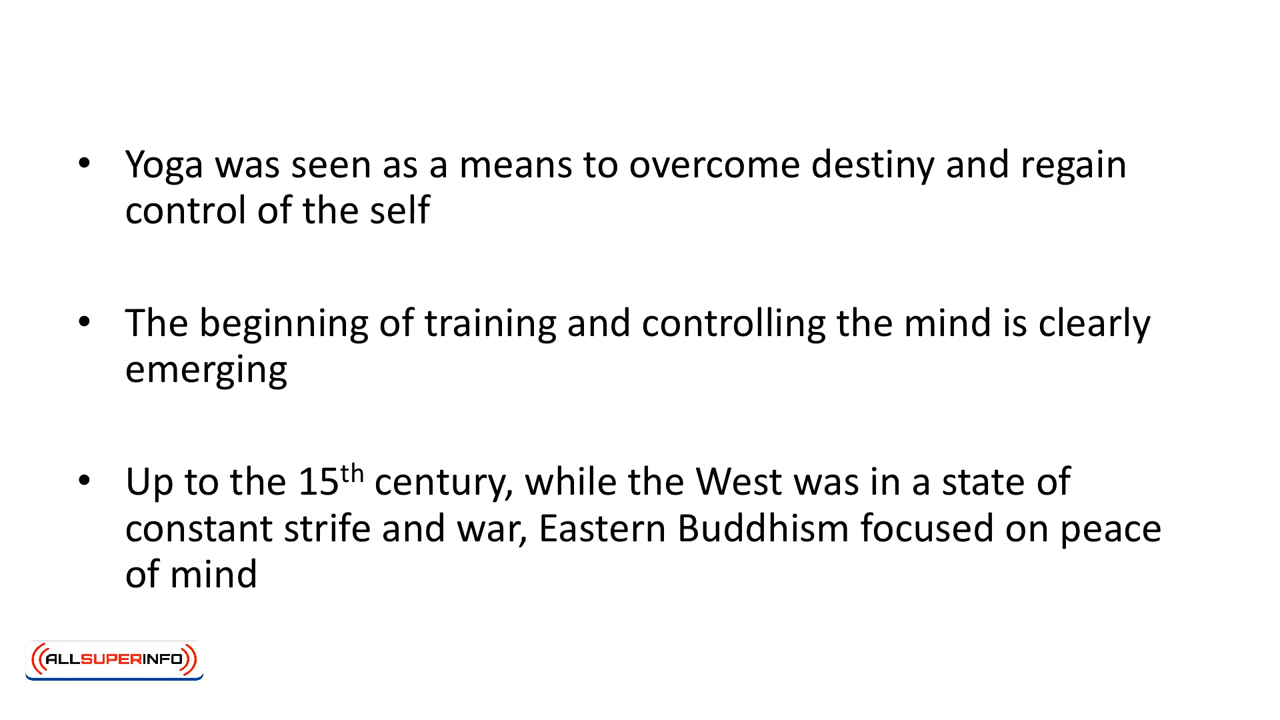 • Yoga was seen as a means to overcome destiny and regain
control of the self
• The beginning of training and controlling the mind is clearly
emerging
• Up to the 15th century, while the West was in a state of
constant strife and war, Eastern Buddhism focused on peace
of mind
ALLSUPERINFO